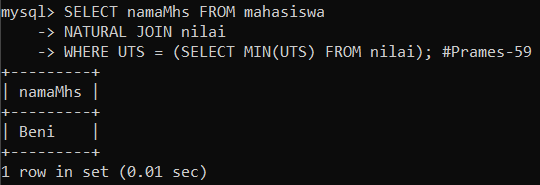 mysql> SELECT namaMhs FROM mahasiswa
    -> NATURAL JOIN nilai
    -> WHERE UTS = (SELECT MIN(UTS) FROM nilai); #Prames-59
+---------+
| namaMhs |
+---------+
| Beni    |
+---------+
1 row in set (0.01 sec)